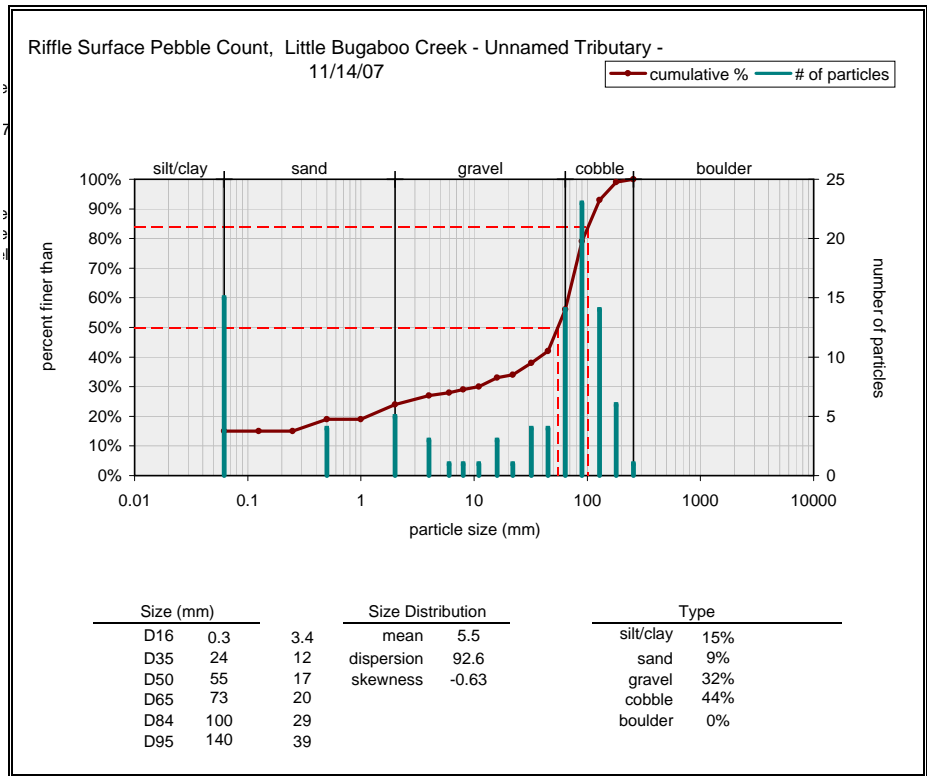 Riffle Surface Pebble Count, Little Bugaboo Creek - Unnamed Tributary -
11/14/07
cumulative % # of particles
silt/clay sand gravel cobble boulder
100% 25
90%
80% 20
70%
60% 15
50%
40% 10
30%
20% 5
10%
0% 0
percent finer than
number of particles
0.01 0.1 1 10 100 1000 10000
particle size (mm)
Size (mm) Size Distribution Type
D16 0.3 3.4 mean 5.5 silt/clay 15%
D35 24 12 dispersion 92.6 sand 9%
D50 55 17 skewness -0.63 gravel 32%
D65 73 20 cobble 44%
D84 100 29 boulder 0%
D95 140 39